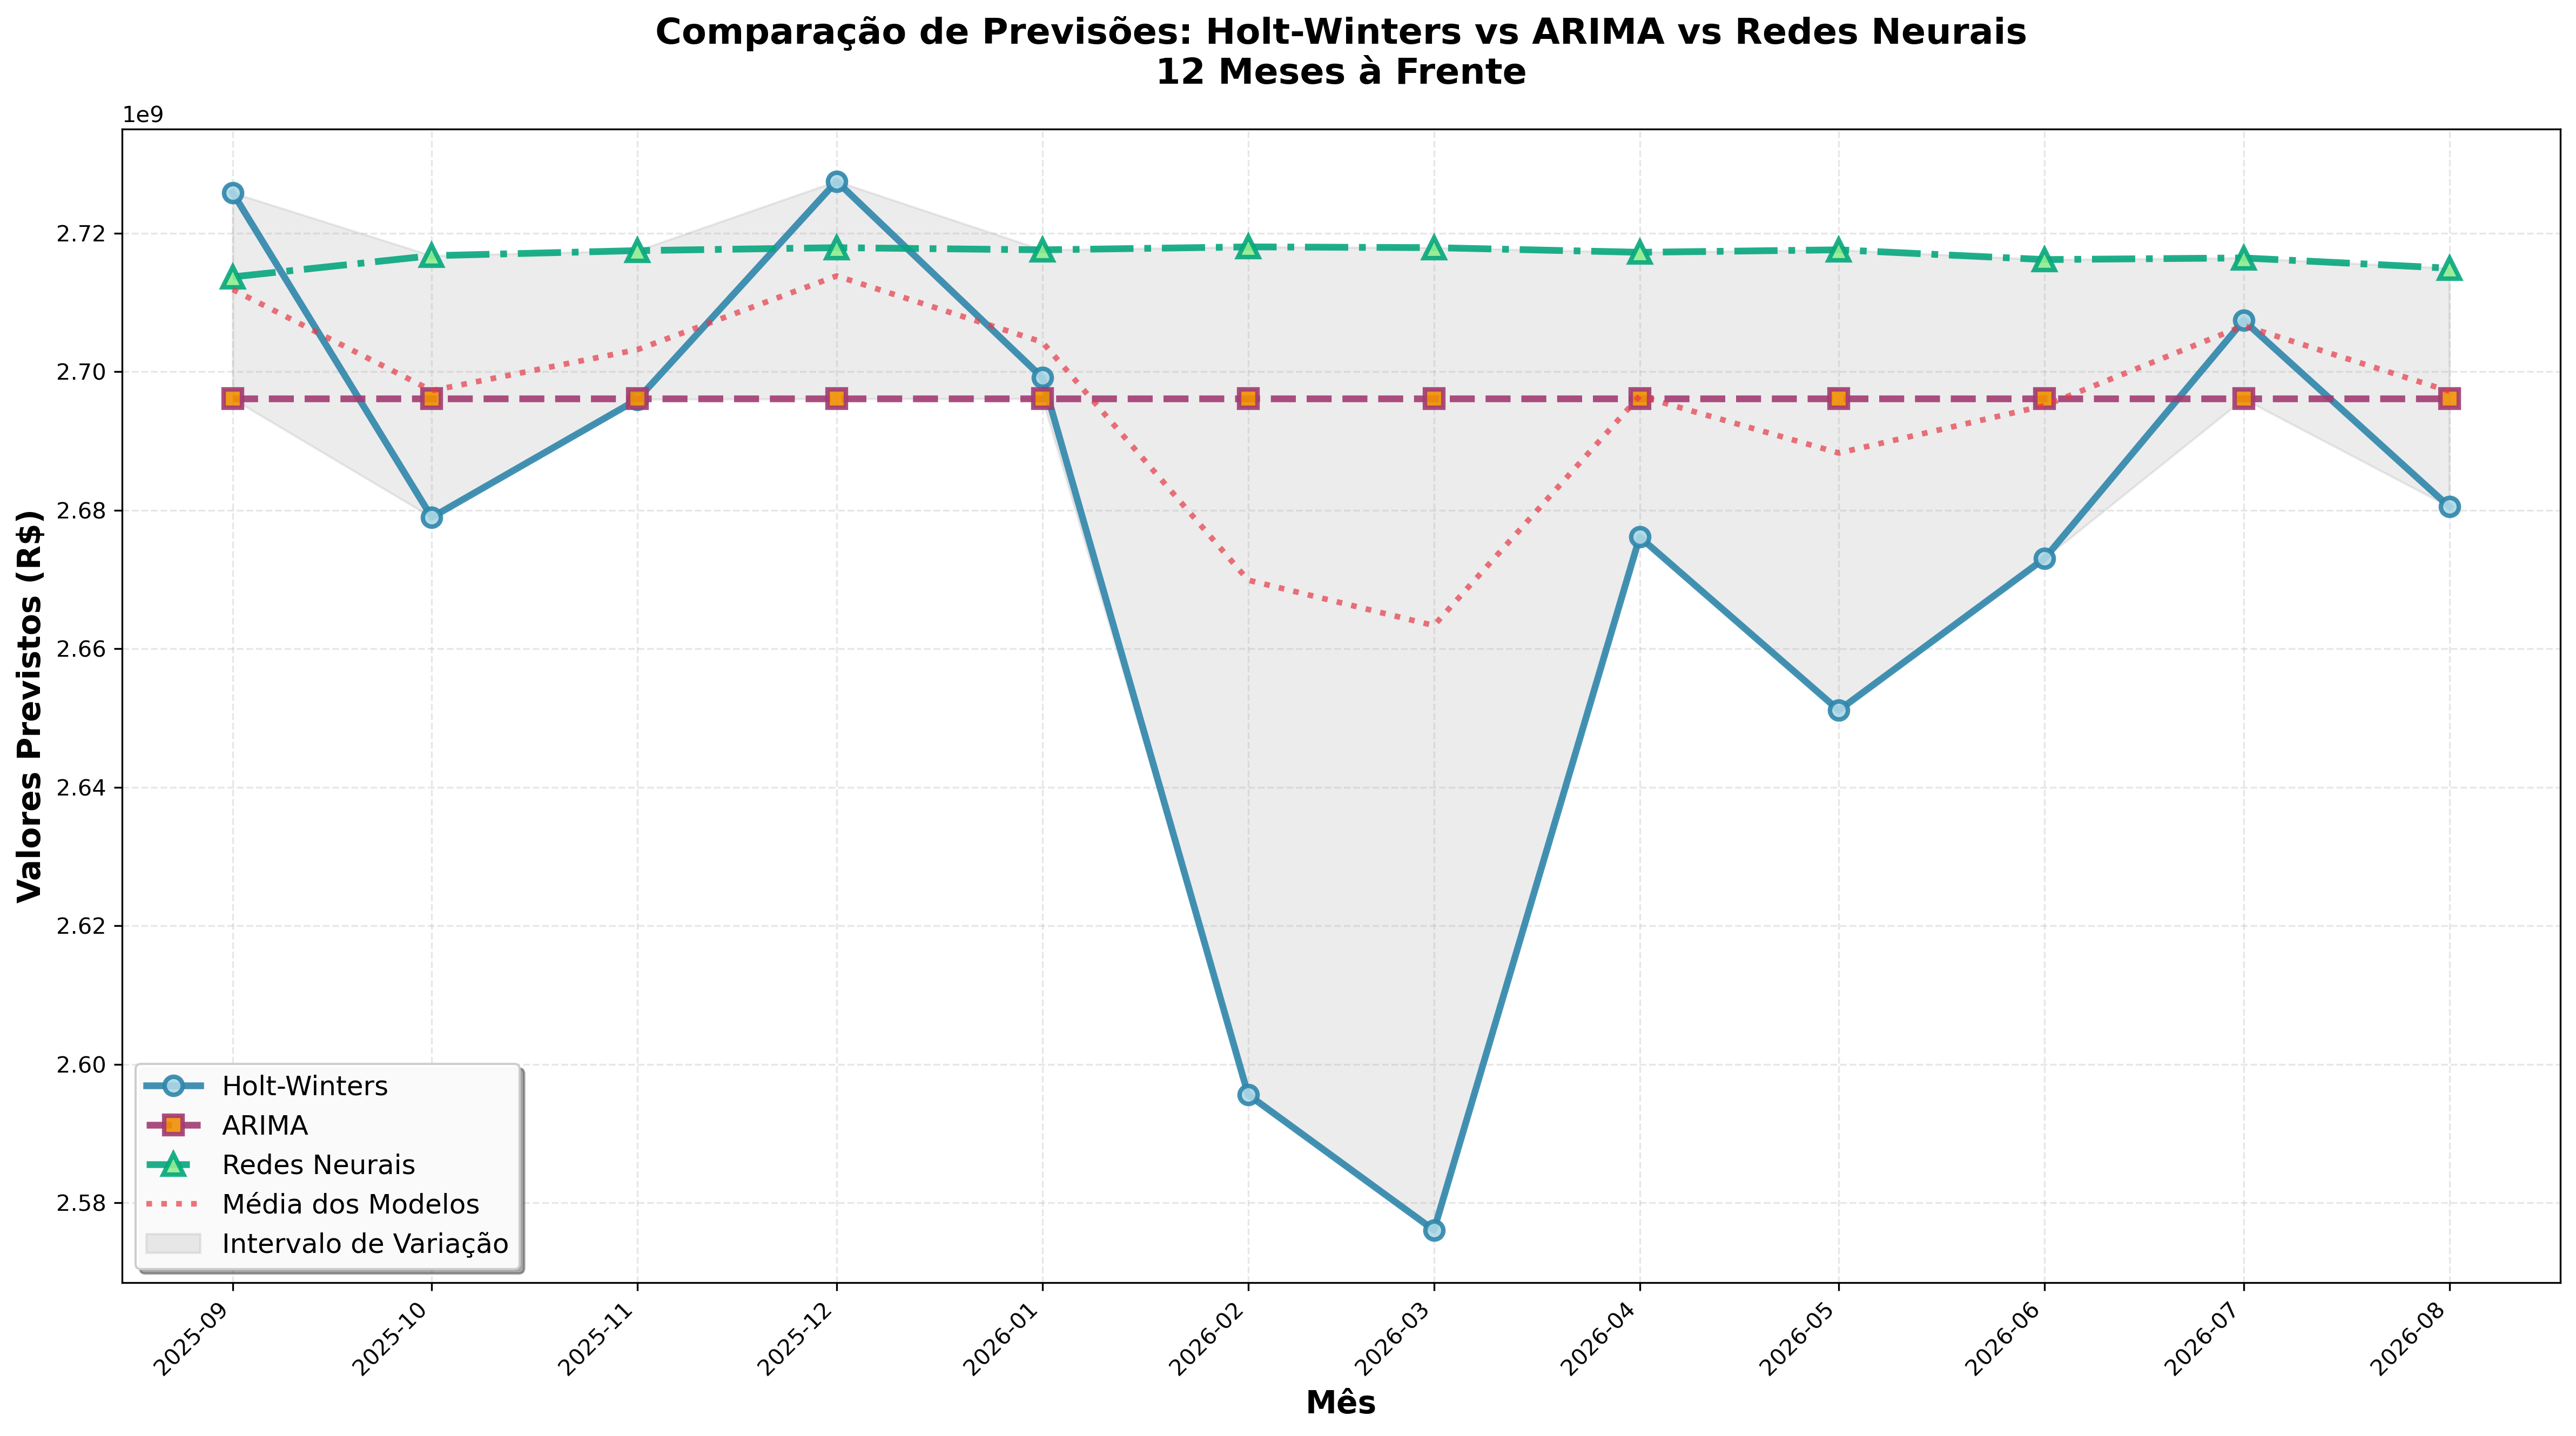 Comparação de Previsões: Holt-Winters vs ARIMA vs Redes Neurais
12 Meses à Frente
1e9
2.72
2.70
2.68
2.66
2.64
2.62
2.60
2.58
Valores Previstos (R$)
Holt-Winters
ARIMA
Redes Neurais
Média dos Modelos
Intervalo de Variação
2025-09
2025-10
2025-11
2025-12
2026-01
2026-02
2026-03
2026-04
2026-05
2026-06
2026-07
2026-08
Mês